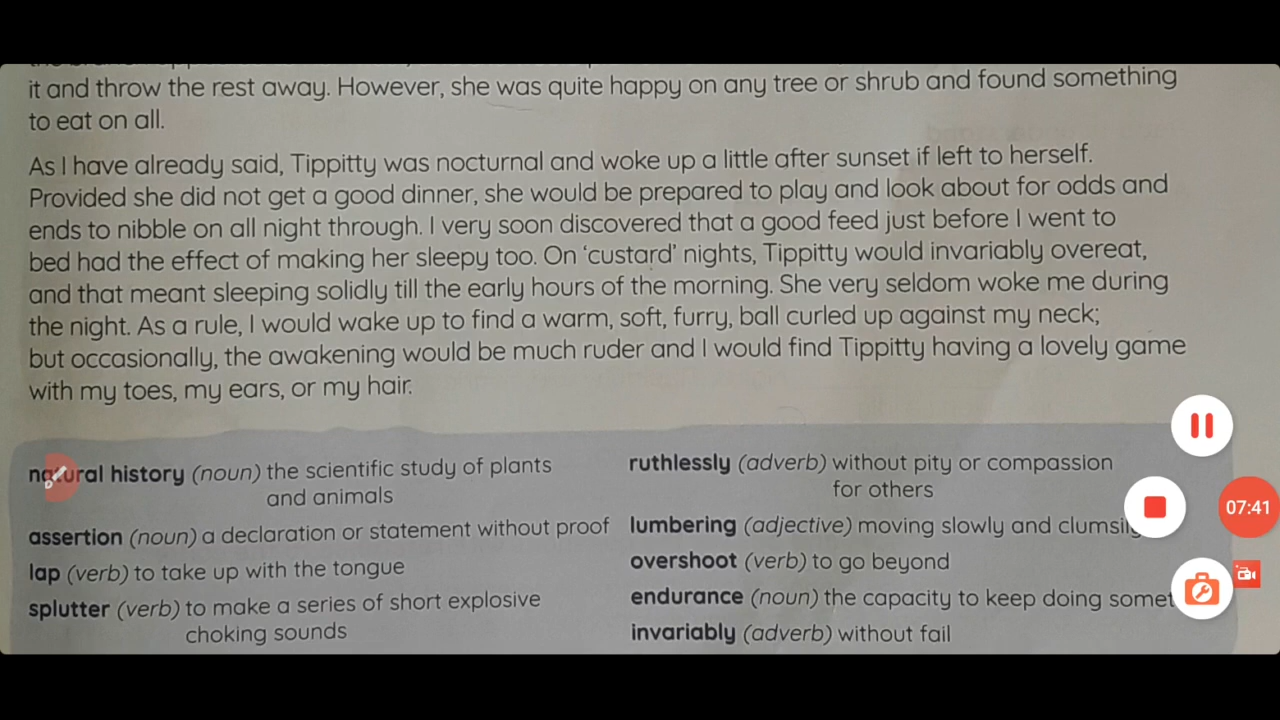 it and throw the rest away. However, she was quite happy on any tree or shrub and found something
to eat on all.
As I have already said, Tippitty was nocturnal and woke up a little after sunset if left to herself.
Provided she did not get a good dinner, she would be prepared to play and look about for odds and
ends to nibble on all night through. I very soon discovered that a good feed just before I went to
bed had the effect of making her sleepy too. On ‘custard’ nights, Tippitty would invariably overeat,
and that meant sleeping solidly till the early hours of the morning. She very seldom woke me during
the night. As a rule, I would wake up to find a warm, soft, furry, ball curled up against my neck;
but occasionally, the awakening would be much ruder and I would find Tippitty having a lovely game
with my toes, my ears, or my hair.
natural history (noun) the scientific study of plants
and animals
assertion (noun) a declaration or statement without proof
lap (verb) to take up with the tongue
splutter (verb) to make a series of short explosive
choking sounds
ruthlessly (adverb) without pity or compassion
for others
lumbering (adjective) moving slowly and
overshoot (verb) to go beyond
endurance (noun) the capacity to keep doing
invariably (adverb) without fail
07:41